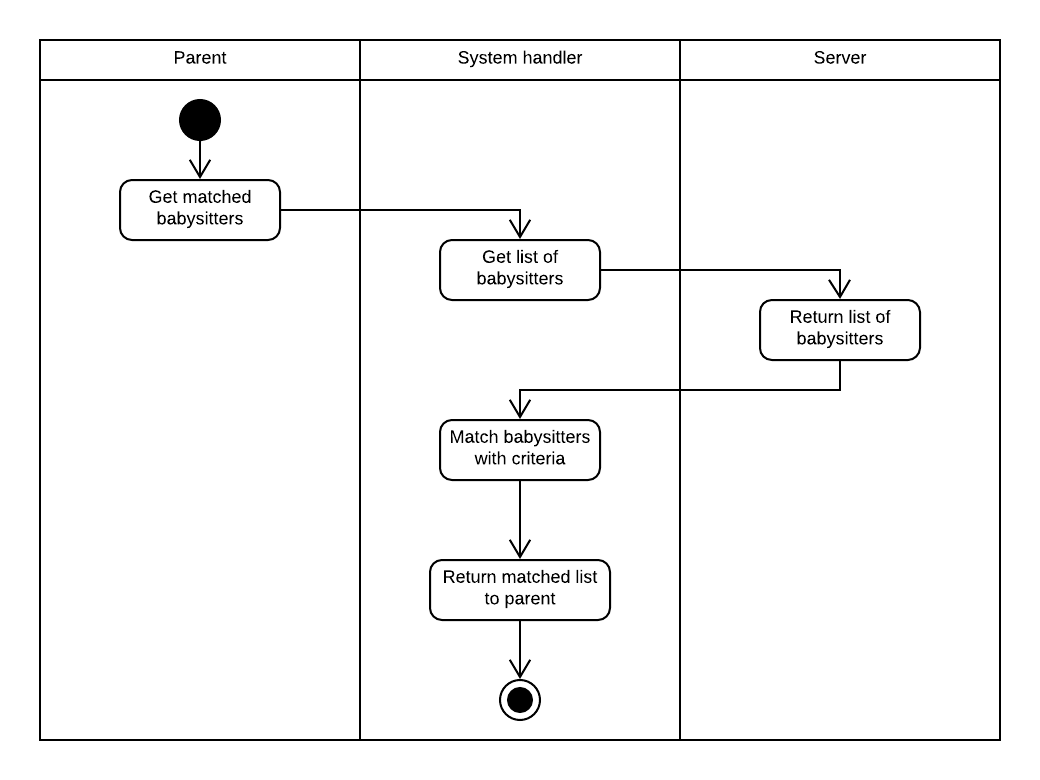 Parent
System handler
Server
Get matched
babysitters
Get list of
babysitters
Return list of
babysitters
Match babysitters
with criteria
Return matched list
to parent